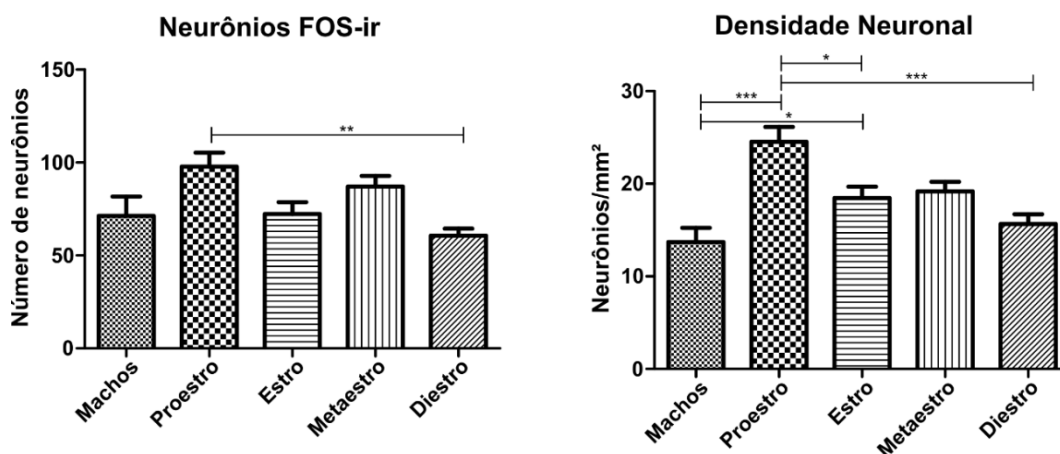 Neurônios FOS-ir
Número de neurônios
150
100
50
0
**
Machos
Proestro
Estro
Metaestro
Diestro
Densidade Neuronal
Neurônios/mm²
30
20
10
0
*
***
***
*
Machos
Proestro
Estro
Metaestro
Diestro